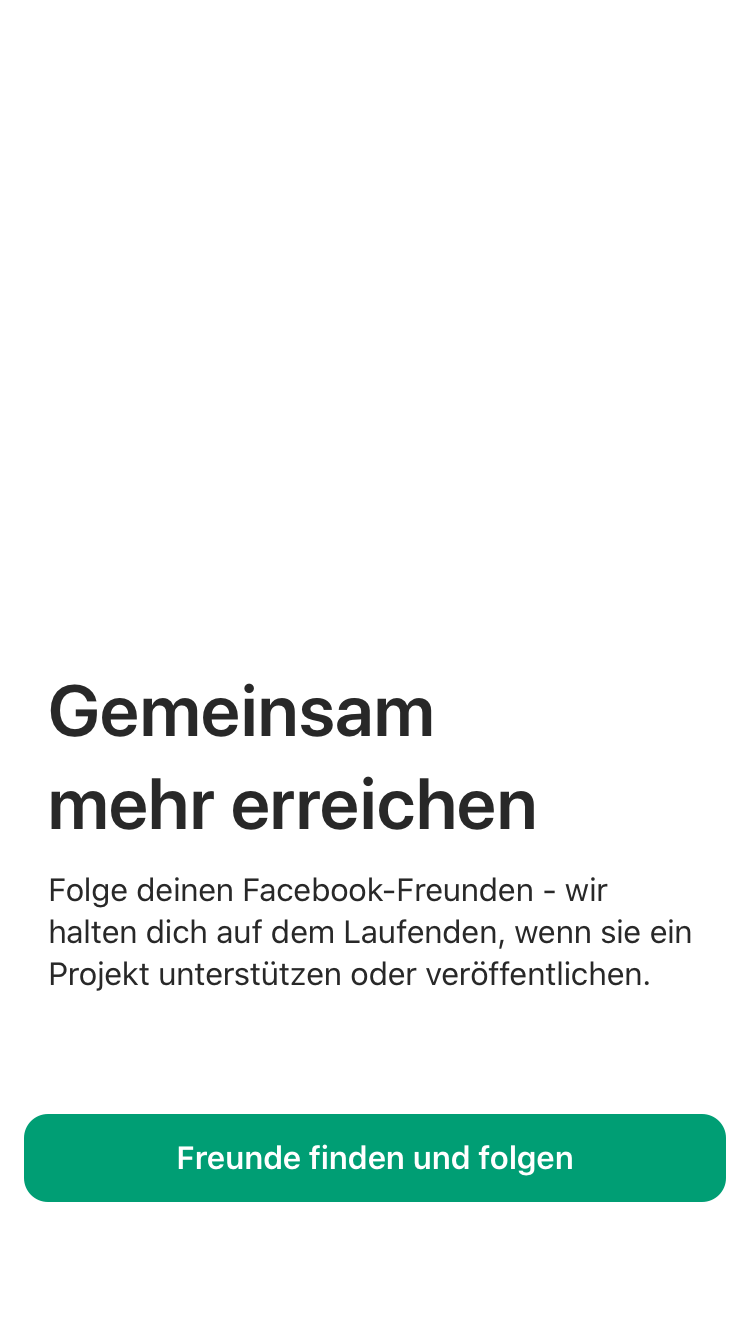 Gemeinsam
mehr erreichen
Folge deinen Facebook-Freunden - wir
halten dich auf dem Laufenden, wenn sie ein
Projekt unterstützen oder veröffentlichen.
Freunde finden und folgen